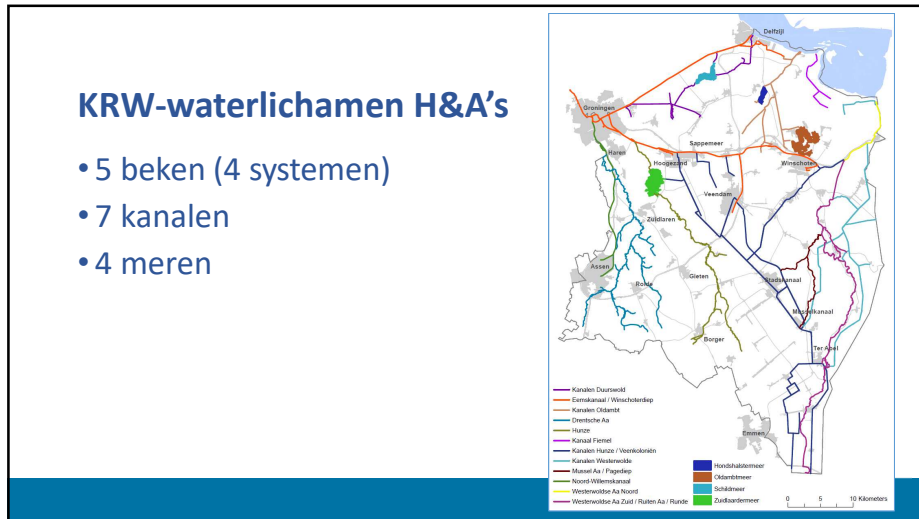 KRW-waterlichamen H&A's
• 5 beken (4 systemen)
• 7 kanalen
• 4 meren
Delfzijl
Groningen
Sappemeer
Haren
Hoogezand
Winschoten
Veendam
Zuidlaren
Assen
Rolde
Gieten
Stadskanaal
Musselkanaal
Borger
Ter Apel
Emmen
Kanalen Duurswold
Eemskanaal / Winschoterdiep
Kanalen Oldambt
Drentsche Aa
Hunze
Kanaal Fiemel
Kanalen Hunze / Veenkoloniën
Kanalen Westerwolde
Mussel Aa / Pagediep
Noord-Willemskanaal
Westerwoldse Aa Noord
Westerwoldse Aa Zuid / Ruiten Aa / Runde
Hondshalstermeer
Oldambtmeer
Schildmeer
Zuidlaardermeer
0 5 10 Kilometers